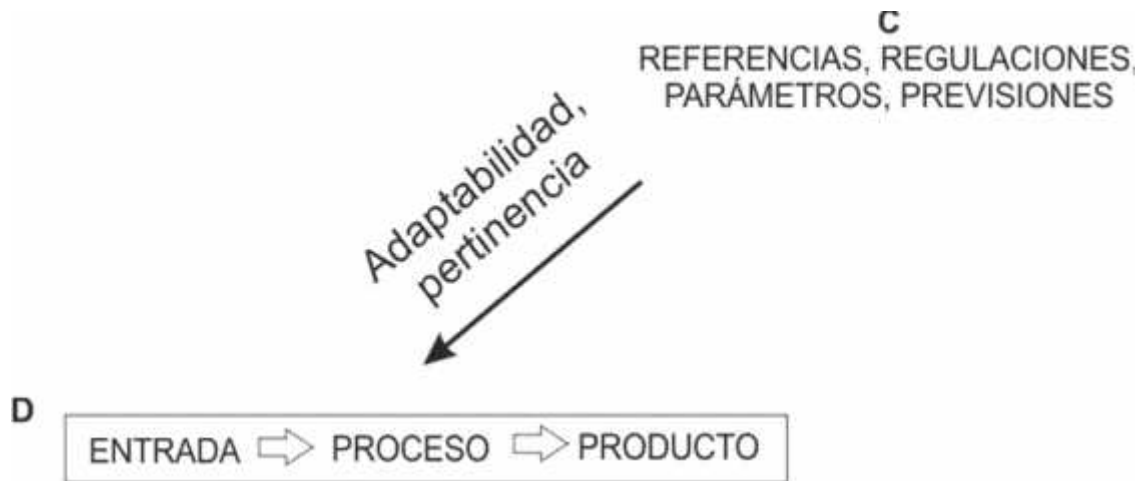 C
REFERENCIAS, REGULACIONES,
PARÁMETROS, PREVISIONES
Adaptabilidad,
pertinencia
D
ENTRADA PROCESO PRODUCTO